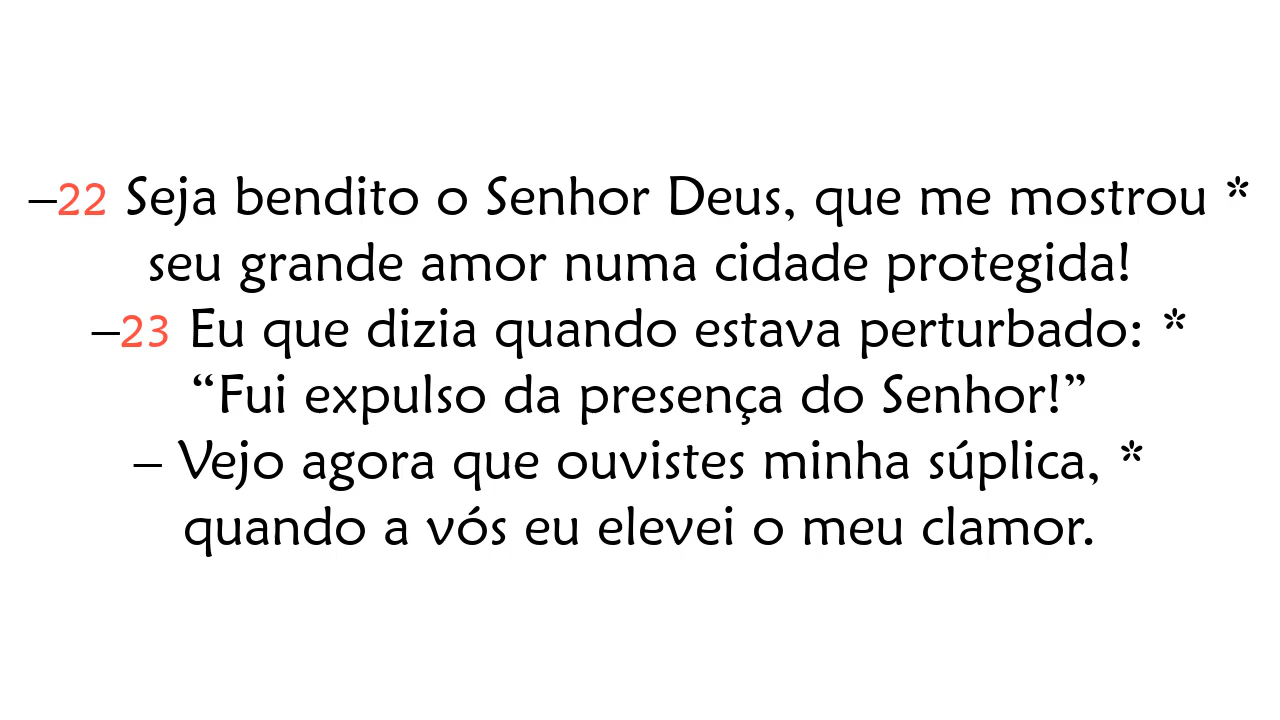 –22 Seja bendito o Senhor Deus, que me mostrou *
seu grande amor numa cidade protegida!
–23 Eu que dizia quando estava perturbado: *
“Fui expulso da presença do Senhor!”
– Vejo agora que ouvistes minha súplica, *
quando a vós eu elevei o meu clamor.